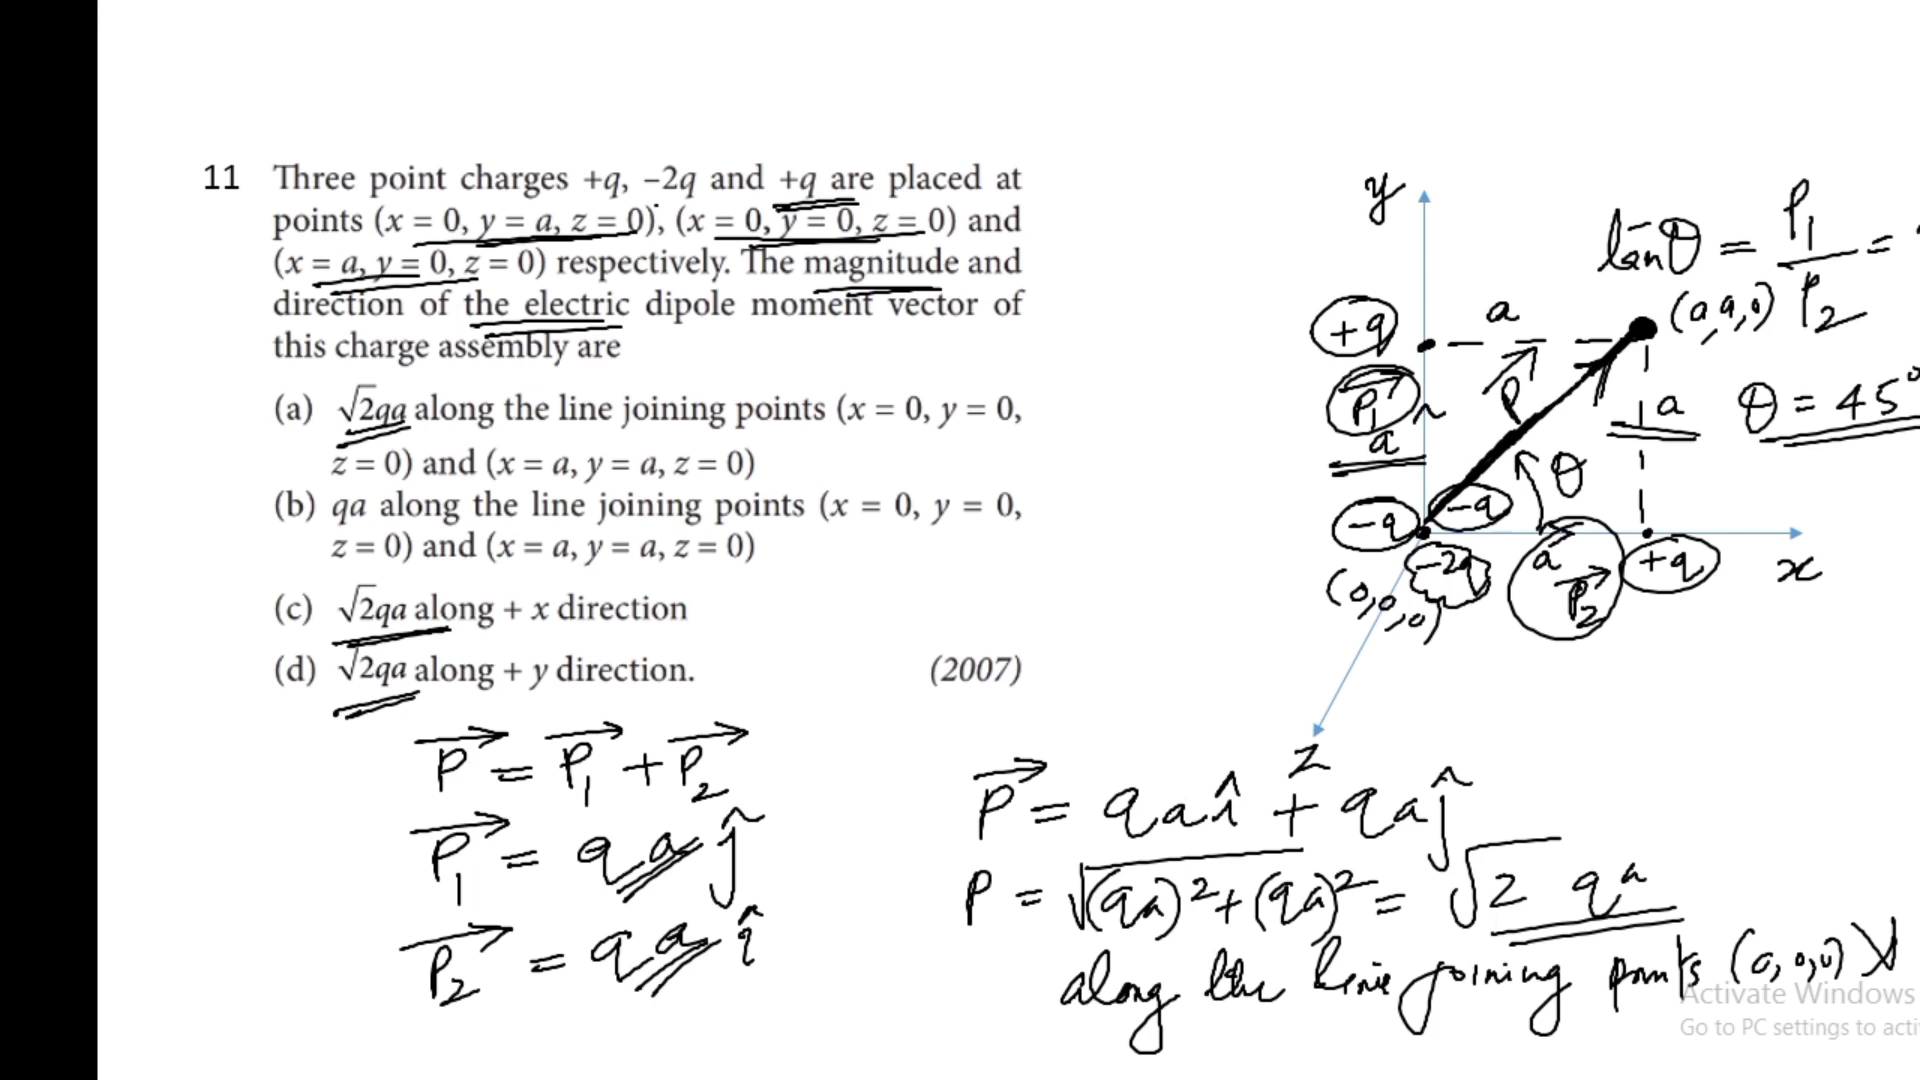 11 Three point charges +q, −2q and +q are placed at
points (x = 0, y = a, z = 0), (x = 0, y = 0, z = 0) and
(x = a, y = 0, z = 0) respectively. The magnitude and
direction of the electric dipole moment vector of
this charge assembly are
(a) √2qa along the line joining points (x = 0, y = 0,
z = 0) and (x = a, y = a, z = 0)
(b) qa along the line joining points (x = 0, y = 0,
z = 0) and (x = a, y = a, z = 0)
(c) √2qa along + x direction
(d) √2qa along + y direction.
(2007)
P = P₁ + P₂
P₁ = qa ĵ
P₂ = qa î
y
tanθ = P₁/P₂ =
+q
a
(a,a,0)
P₁
P
a
a
θ = 45°
θ
-q
-q
-2q
a
P₂
+q
x
(0,0,0)
z
P = qa î + qa ĵ
P = √(qa)² + (qa)² = √2 qa
along the line joining points (0,0,0)
Activate Windows
Go to PC settings to acti